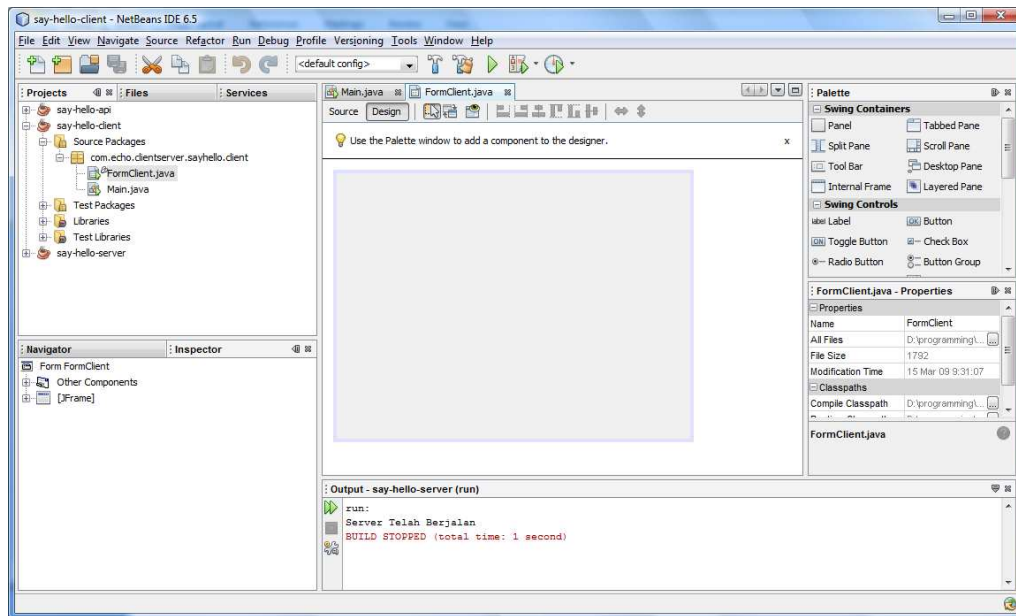 say-hello-client - NetBeans IDE 6.5
File Edit View Navigate Source Refactor Run Debug Profile Versioning Tools Window Help
<default config>
Projects Files Services
say-hello-api
say-hello-client
Source Packages
com.echo.clientserver.sayhello.client
FormClient.java
Main.java
Test Packages
Libraries
Test Libraries
say-hello-server
Navigator Inspector
Form FormClient
Other Components
[JFrame]
Main.java FormClient.java
Source Design
Use the Palette window to add a component to the designer. x
Output - say-hello-server (run)
run:
Server Telah Berjalan
BUILD STOPPED (total time: 1 second)
Palette
Swing Containers
Panel Tabbed Pane
Split Pane Scroll Pane
Tool Bar Desktop Pane
Internal Frame Layered Pane
Swing Controls
label Label OK Button
ON Toggle Button Check Box
Radio Button Button Group
FormClient.java - Properties
Properties
Name FormClient
All Files D:\programming\... ...
File Size 1792
Modification Time 15 Mar 09 9:31:07
Classpaths
Compile Classpath D:\programming\... ...
FormClient.java